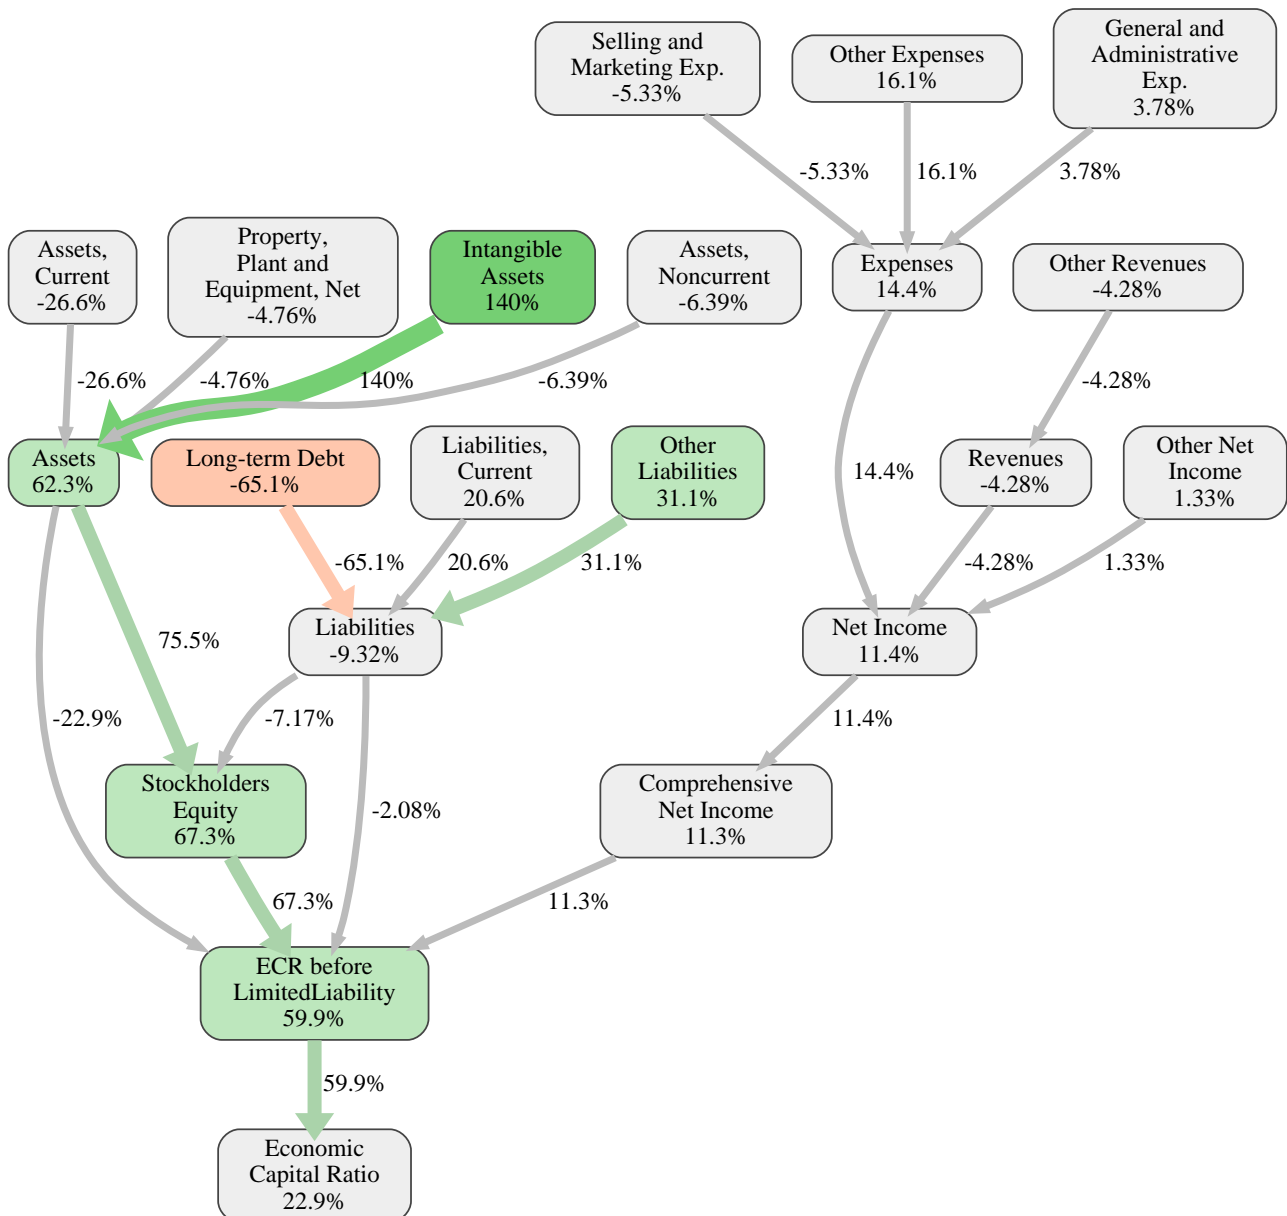 Selling and
Marketing Exp.
-5.33%
Other Expenses
16.1%
General and
Administrative
Exp.
3.78%
-5.33%
16.1%
3.78%
Assets,
Current
-26.6%
Property,
Plant and
Equipment, Net
-4.76%
Intangible
Assets
140%
Assets,
Noncurrent
-6.39%
Expenses
14.4%
Other Revenues
-4.28%
-26.6%
-4.76%
140%
-6.39%
-4.28%
Assets
62.3%
Long-term Debt
-65.1%
Liabilities,
Current
20.6%
Other
Liabilities
31.1%
14.4%
Revenues
-4.28%
Other Net
Income
1.33%
-65.1%
20.6%
31.1%
-4.28%
1.33%
75.5%
Liabilities
-9.32%
Net Income
11.4%
-22.9%
-7.17%
11.4%
Stockholders
Equity
67.3%
-2.08%
Comprehensive
Net Income
11.3%
67.3%
11.3%
ECR before
LimitedLiability
59.9%
59.9%
Economic
Capital Ratio
22.9%